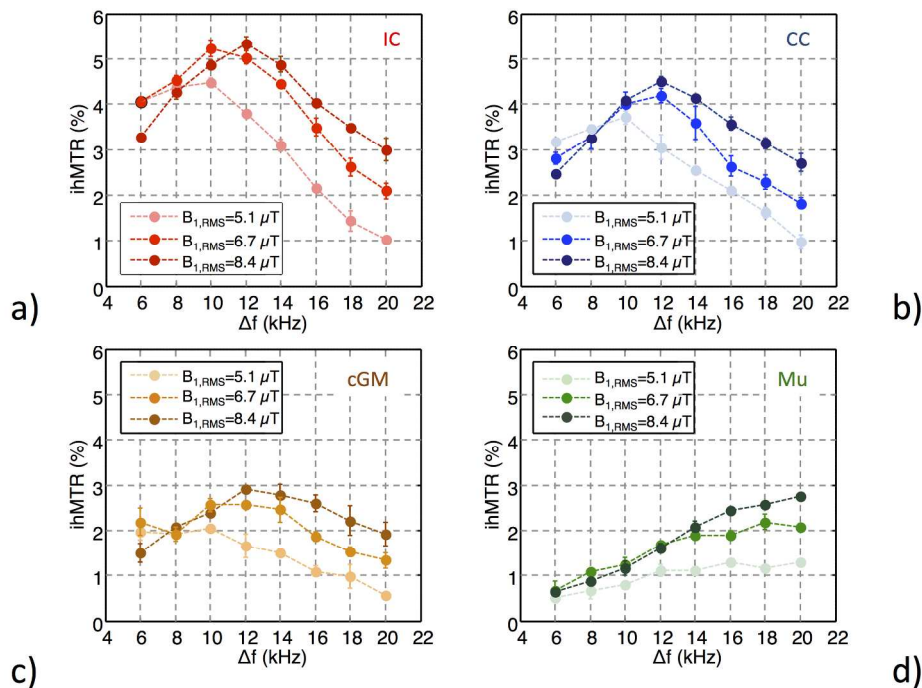 IC
ihMTR (%)
6
5
4
3
2
1
0
B1,RMS=5.1 µT
B1,RMS=6.7 µT
B1,RMS=8.4 µT
4 6 8 10 12 14 16 18 20 22
Δf (kHz)
a)
CC
ihMTR (%)
6
5
4
3
2
1
0
B1,RMS=5.1 µT
B1,RMS=6.7 µT
B1,RMS=8.4 µT
4 6 8 10 12 14 16 18 20 22
Δf (kHz)
b)
cGM
ihMTR (%)
6
5
4
3
2
1
0
B1,RMS=5.1 µT
B1,RMS=6.7 µT
B1,RMS=8.4 µT
4 6 8 10 12 14 16 18 20 22
Δf (kHz)
c)
Mu
ihMTR (%)
6
5
4
3
2
1
0
B1,RMS=5.1 µT
B1,RMS=6.7 µT
B1,RMS=8.4 µT
4 6 8 10 12 14 16 18 20 22
Δf (kHz)
d)